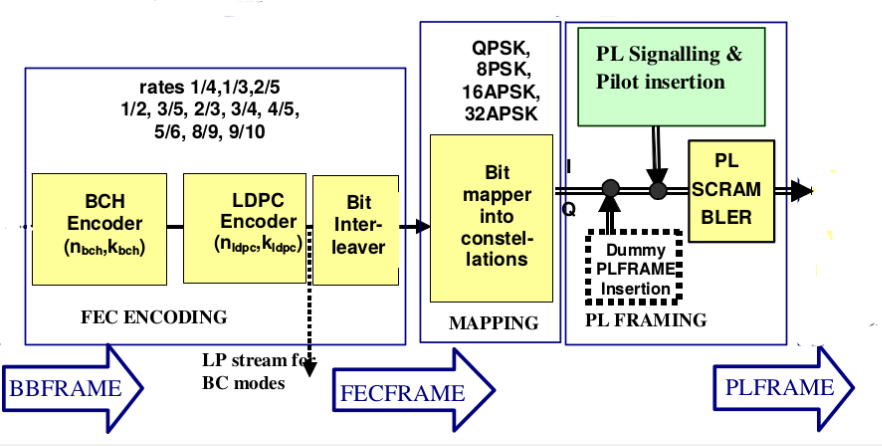 rates 1/4,1/3,2/5
1/2, 3/5, 2/3, 3/4, 4/5,
5/6, 8/9, 9/10
BCH
Encoder
(nbch,kbch)
LDPC
Encoder
(nldpc,kldpc)
Bit
Inter-
leaver
FEC ENCODING
QPSK,
8PSK,
16APSK,
32APSK
Bit
mapper
into
constel-
lations
MAPPING
PL Signalling &
Pilot insertion
I
Q
PL
SCRAM
BLER
Dummy
PLFRAME
Insertion
PL FRAMING
LP stream for
BC modes
BBFRAME
FECFRAME
PLFRAME